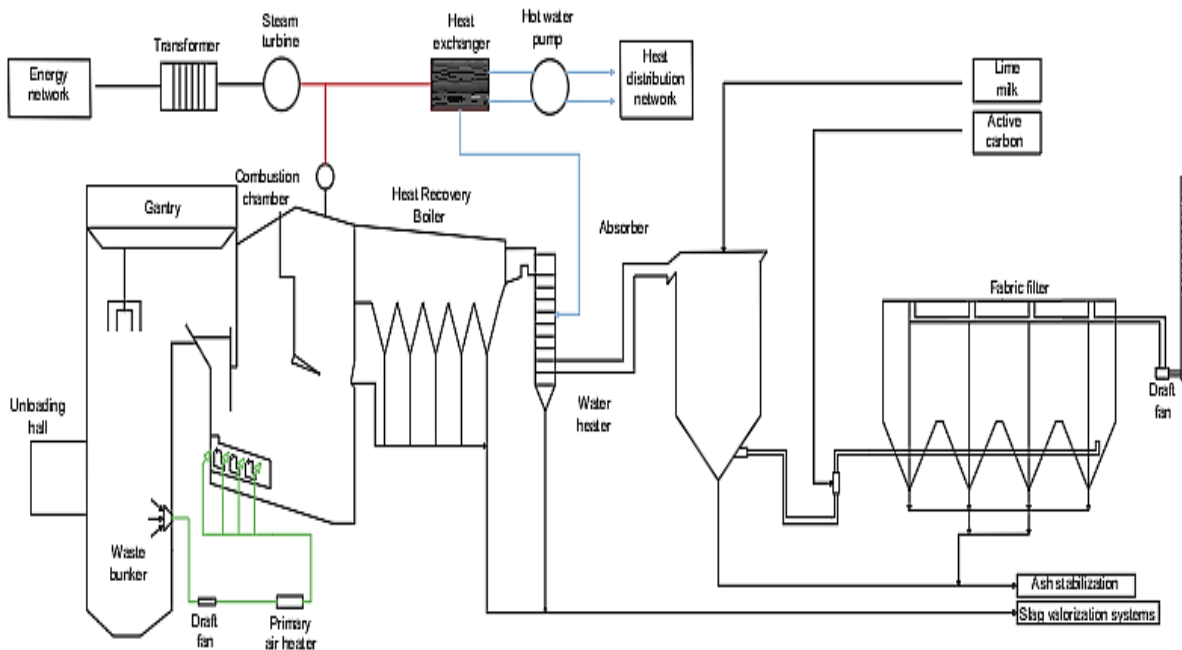 Steam
turbine
Transformer
Energy
network
Heat
exchanger
Hot water
pump
Heat
distribution
network
Lime
milk
Active
carbon
Gantry
Combustion
chamber
Heat Recovery
Boiler
Absorber
Fabric filter
Draft
fan
Unloading
hall
Water
heater
Waste
bunker
Draft
fan
Primary
air heater
Ash stabilization
Slag valorization systems